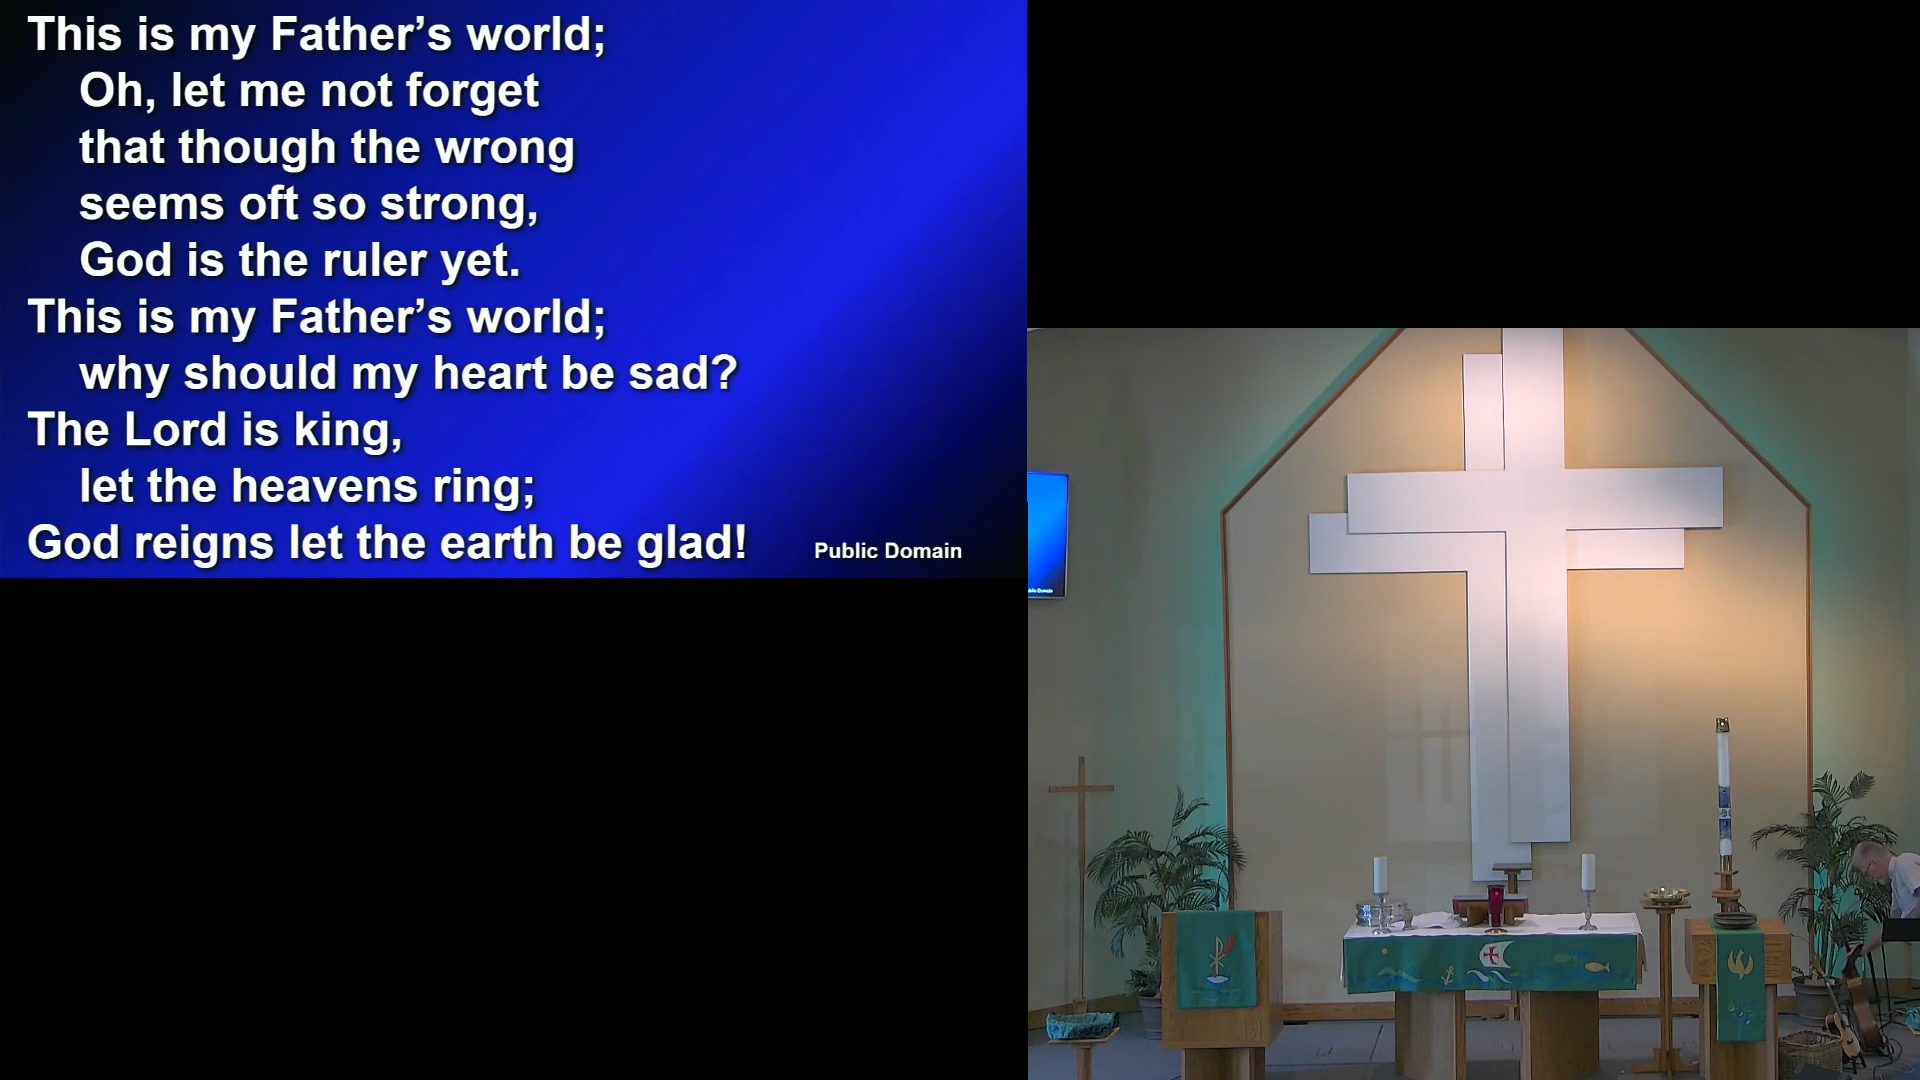 This is my Father’s world;
Oh, let me not forget
that though the wrong
seems oft so strong,
God is the ruler yet.
This is my Father’s world;
why should my heart be sad?
The Lord is king,
let the heavens ring;
God reigns let the earth be glad!
Public Domain